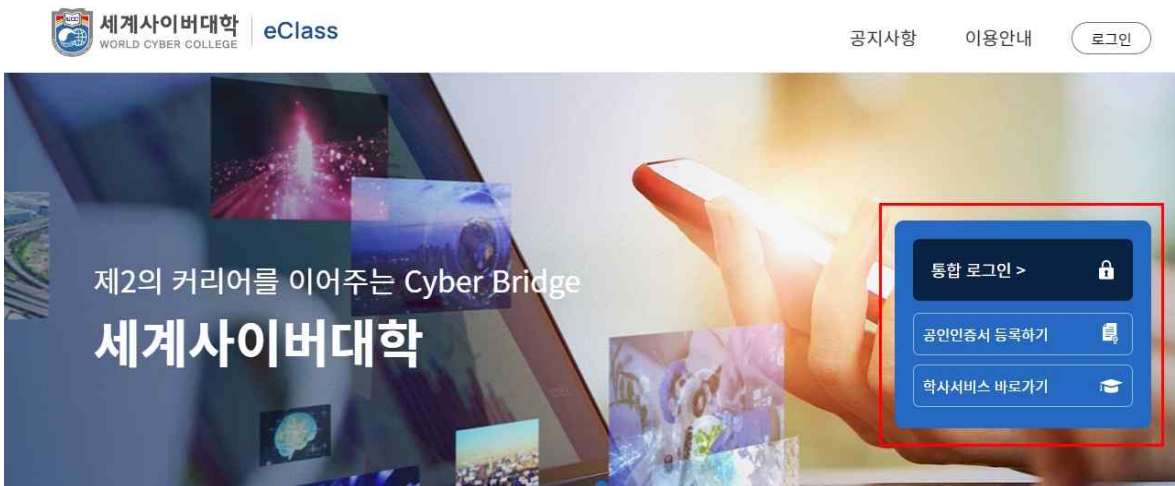 세계사이버대학
WORLD CYBER COLLEGE
eClass
공지사항
이용안내
로그인
제2의 커리어를 이어주는 Cyber Bridge
세계사이버대학
통합 로그인 >
공인인증서 등록하기
학사서비스 바로가기